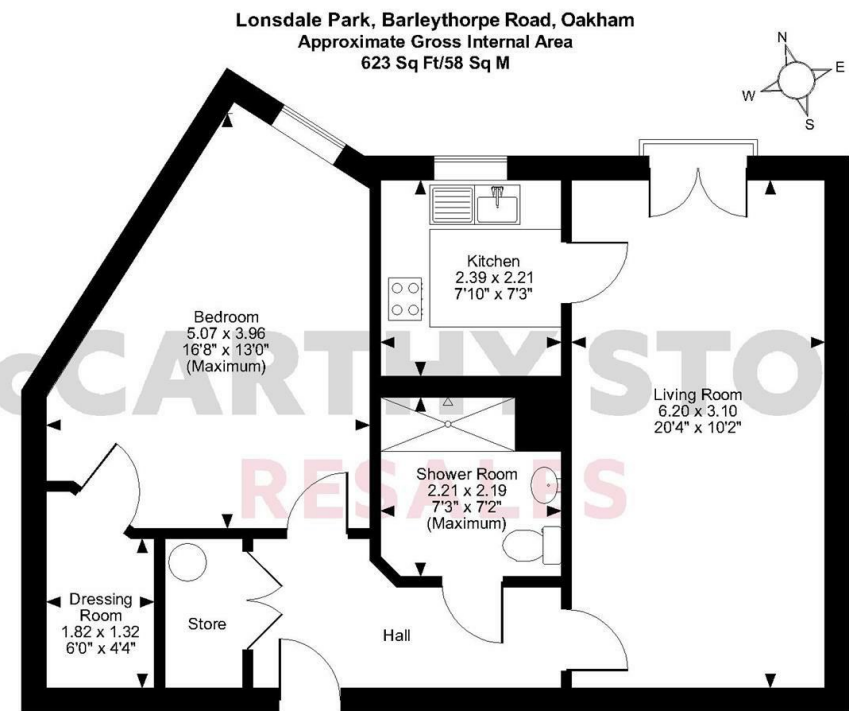 Lonsdale Park, Barleythorpe Road, Oakham
Approximate Gross Internal Area
623 Sq Ft/58 Sq M
N
E
W
S
Kitchen
2.39 x 2.21
7'10" x 7'3"
Bedroom
5.07 x 3.96
16'8" x 13'0"
(Maximum)
CARTHY STO
Living Room
6.20 x 3.10
20'4" x 10'2"
RESALES
Shower Room
2.21 x 2.19
7'3" x 7'2"
(Maximum)
Dressing
Room
1.82 x 1.32
6'0" x 4'4"
Store
Hall